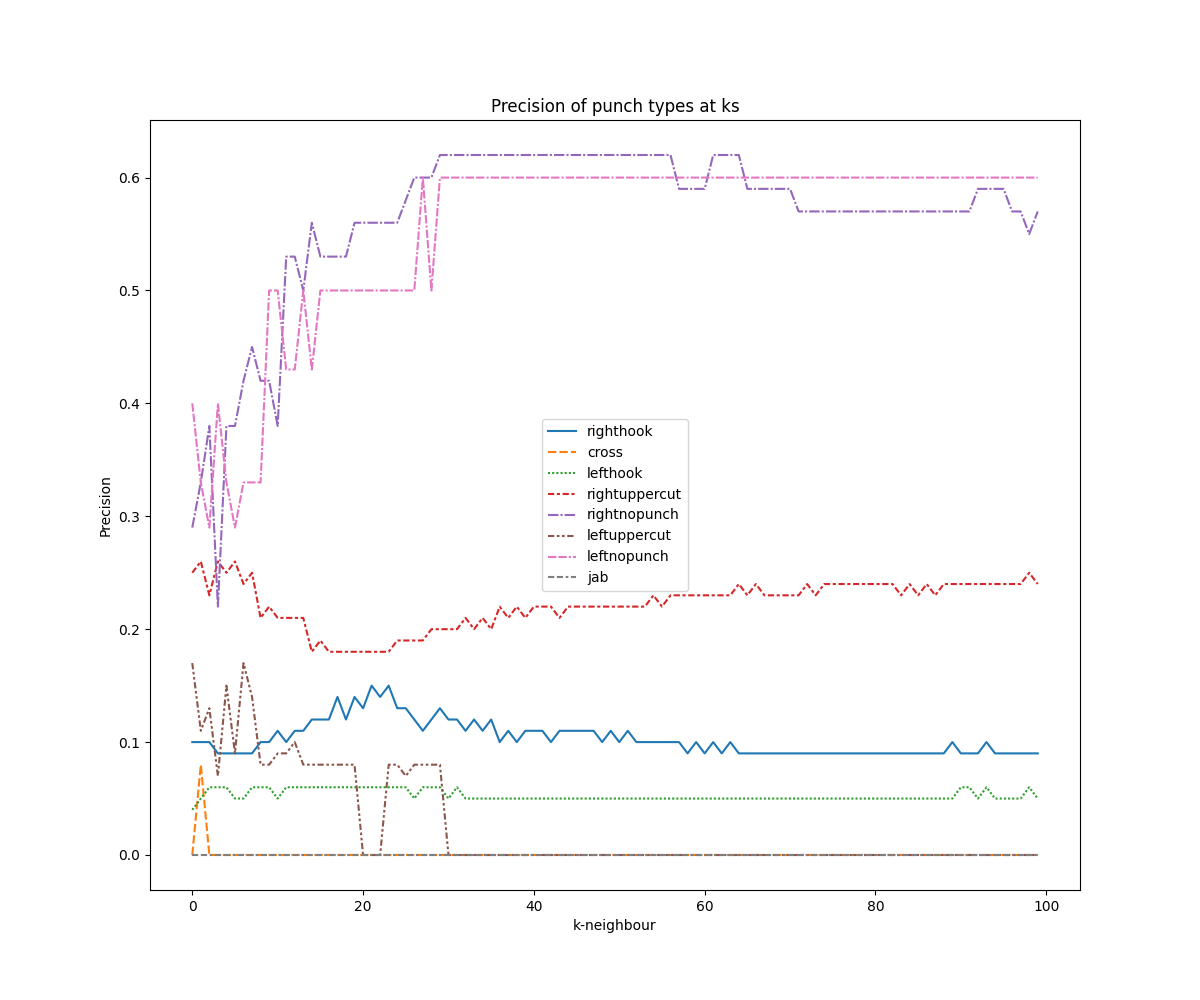 Precision of punch types at ks
Precision
0.6
0.5
0.4
0.3
0.2
0.1
0.0
righthook
cross
lefthook
rightuppercut
rightnopunch
leftuppercut
leftnopunch
jab
0 20 40 60 80 100
k-neighbour